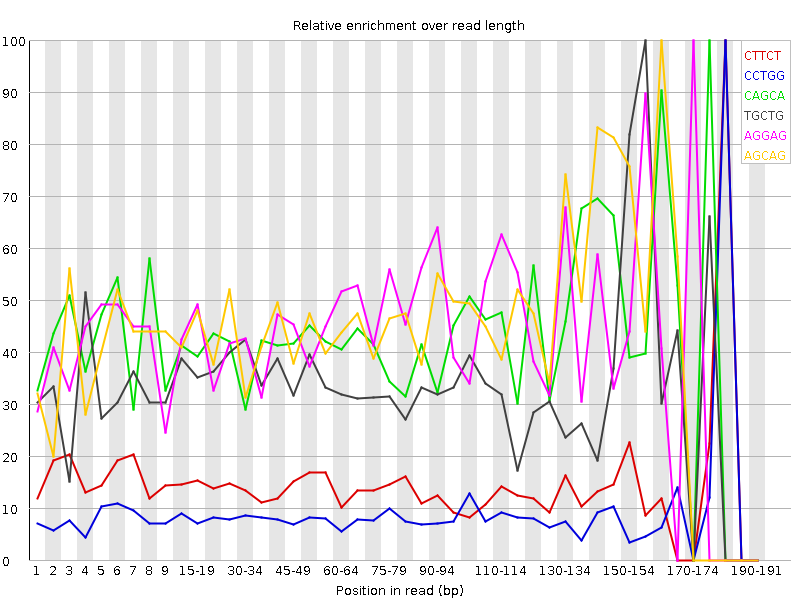 Relative enrichment over read length
100
90
80
70
60
50
40
30
20
10
0
CTTCT
CCTGG
CAGCA
TGCTG
AGGAG
AGCAG
1 2 3 4 5 6 7 8 9 15-19 30-34 45-49 60-64 75-79 90-94 110-114 130-134 150-154 170-174 190-191
Position in read (bp)